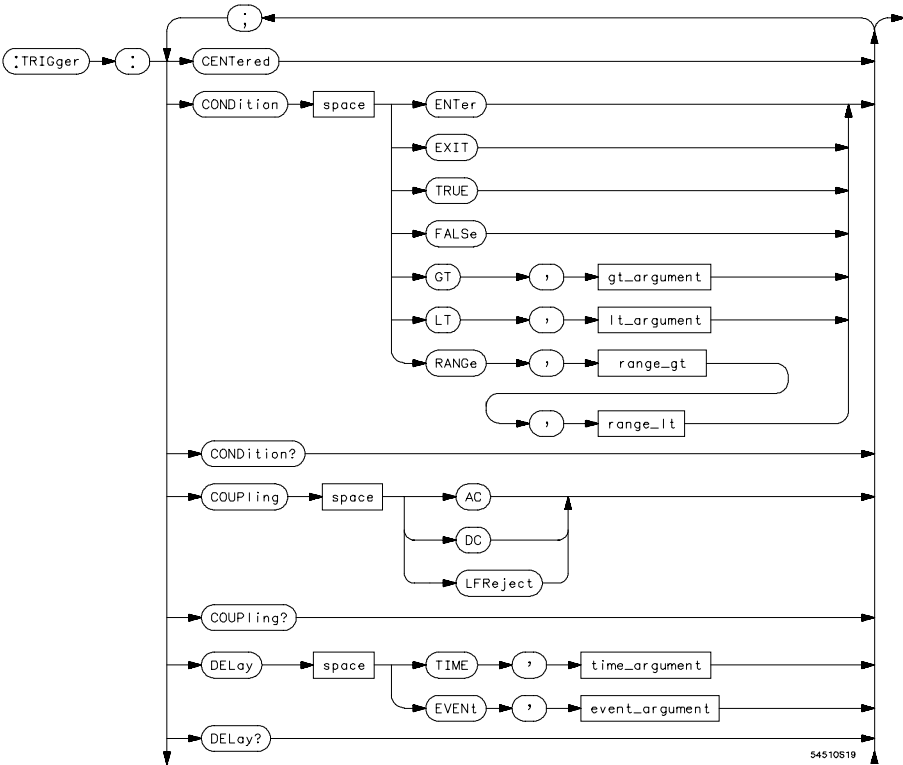 ;
:TRIGger : CENTered
CONDition space ENTer
EXIT
TRUE
FALSe
GT , gt_argument
LT , lt_argument
RANGe , range_gt
, range_lt
CONDition?
COUPling space AC
DC
LFReject
COUPling?
DELay space TIME , time_argument
EVENt , event_argument
DELay?
54510S19